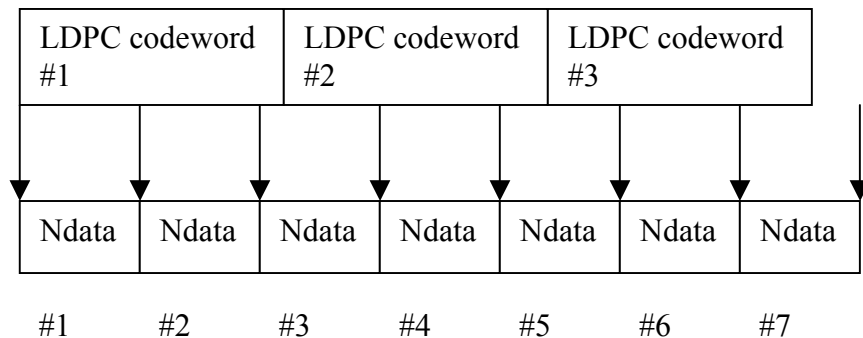 LDPC codeword LDPC codeword LDPC codeword
#1 #2 #3
Ndata Ndata Ndata Ndata Ndata Ndata Ndata
#1 #2 #3 #4 #5 #6 #7